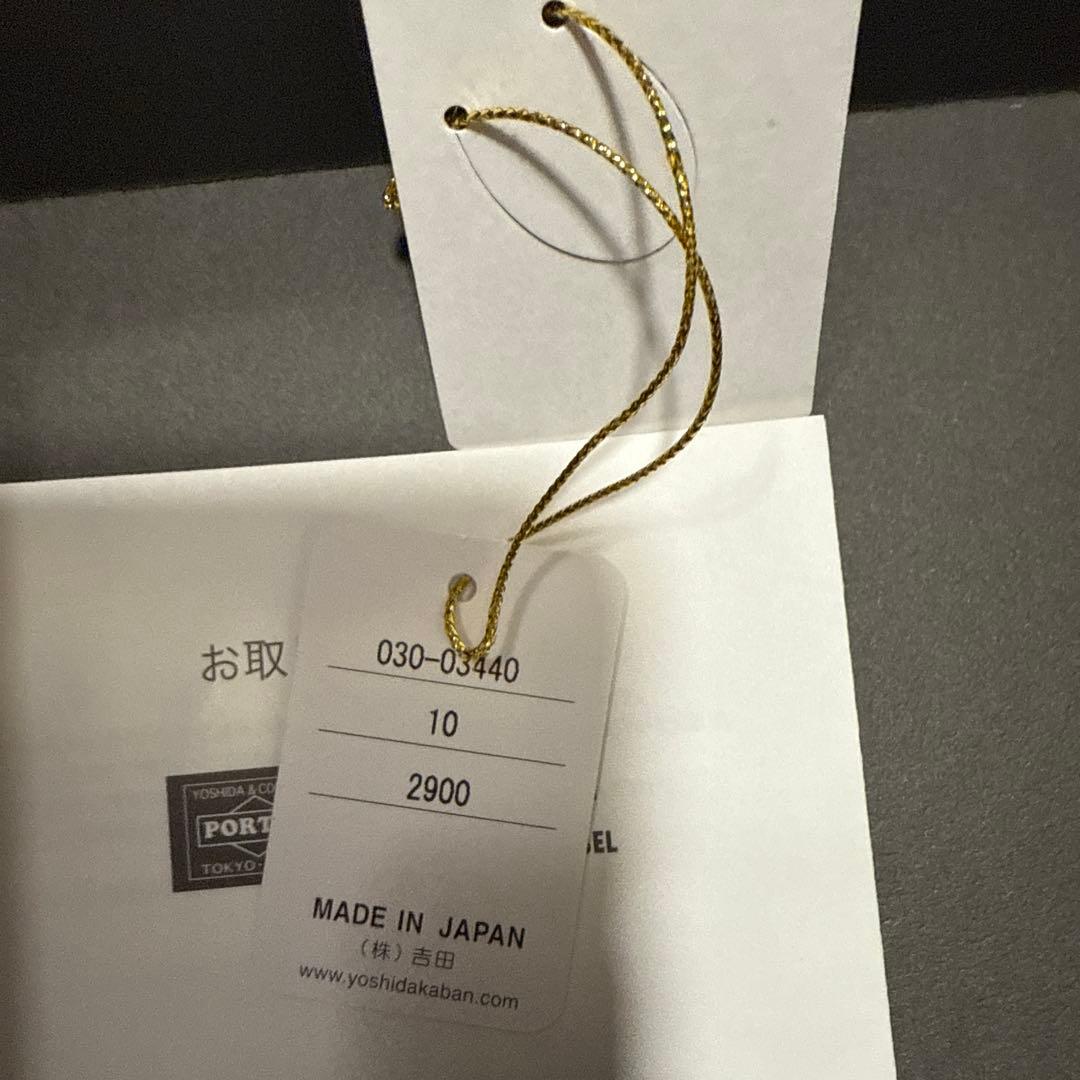 お取
030-03440
10
2900
YOSHIDA & CO
PORT
TOKYO-
MADE IN JAPAN
(株)吉田
www.yoshidakaban.com